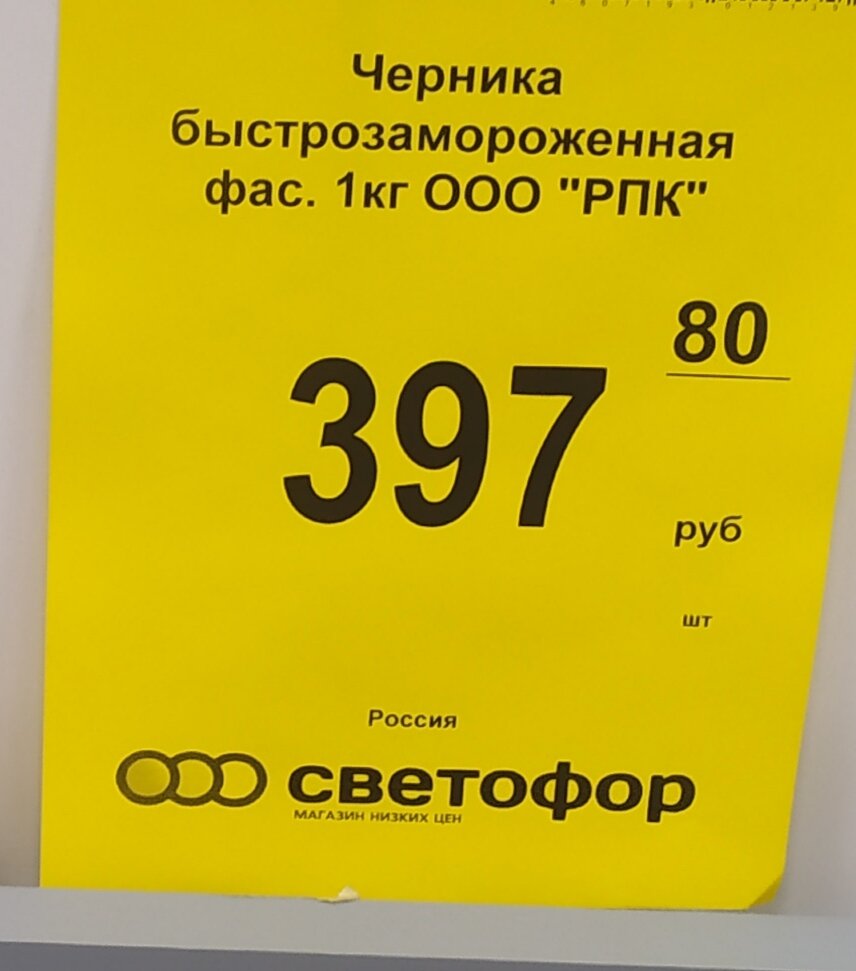 Черника
быстрозамороженная
фас. 1кг ООО "РПК"
397
80
руб
шт
Россия
светофор
МАГАЗИН НИЗКИХ ЦЕН